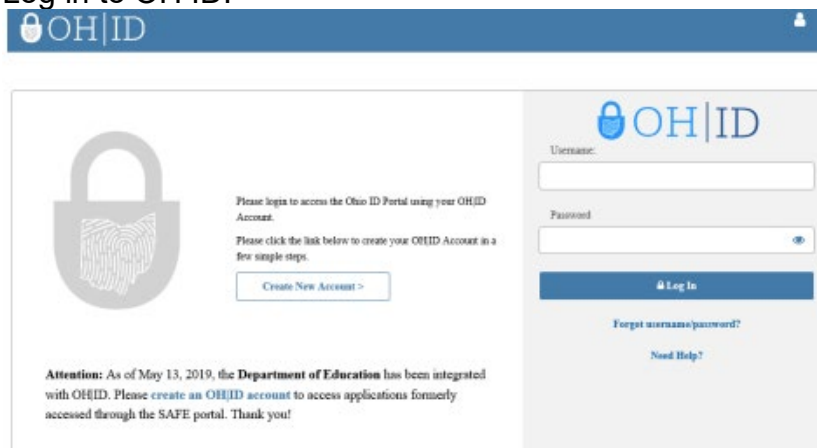 Log in to OH ID.
OH|ID
OH|ID
Username:
Please login to access the Ohio ID Portal using your OH|ID
Account.
Password
Please click the link below to create your OH|ID Account in a
few simple steps.
Create New Account >
Log In
Forgot username/password?
Need Help?
Attention: As of May 13, 2019, the Department of Education has been integrated
with OH|ID. Please create an OH|ID account to access applications formerly
accessed through the SAFE portal. Thank you!